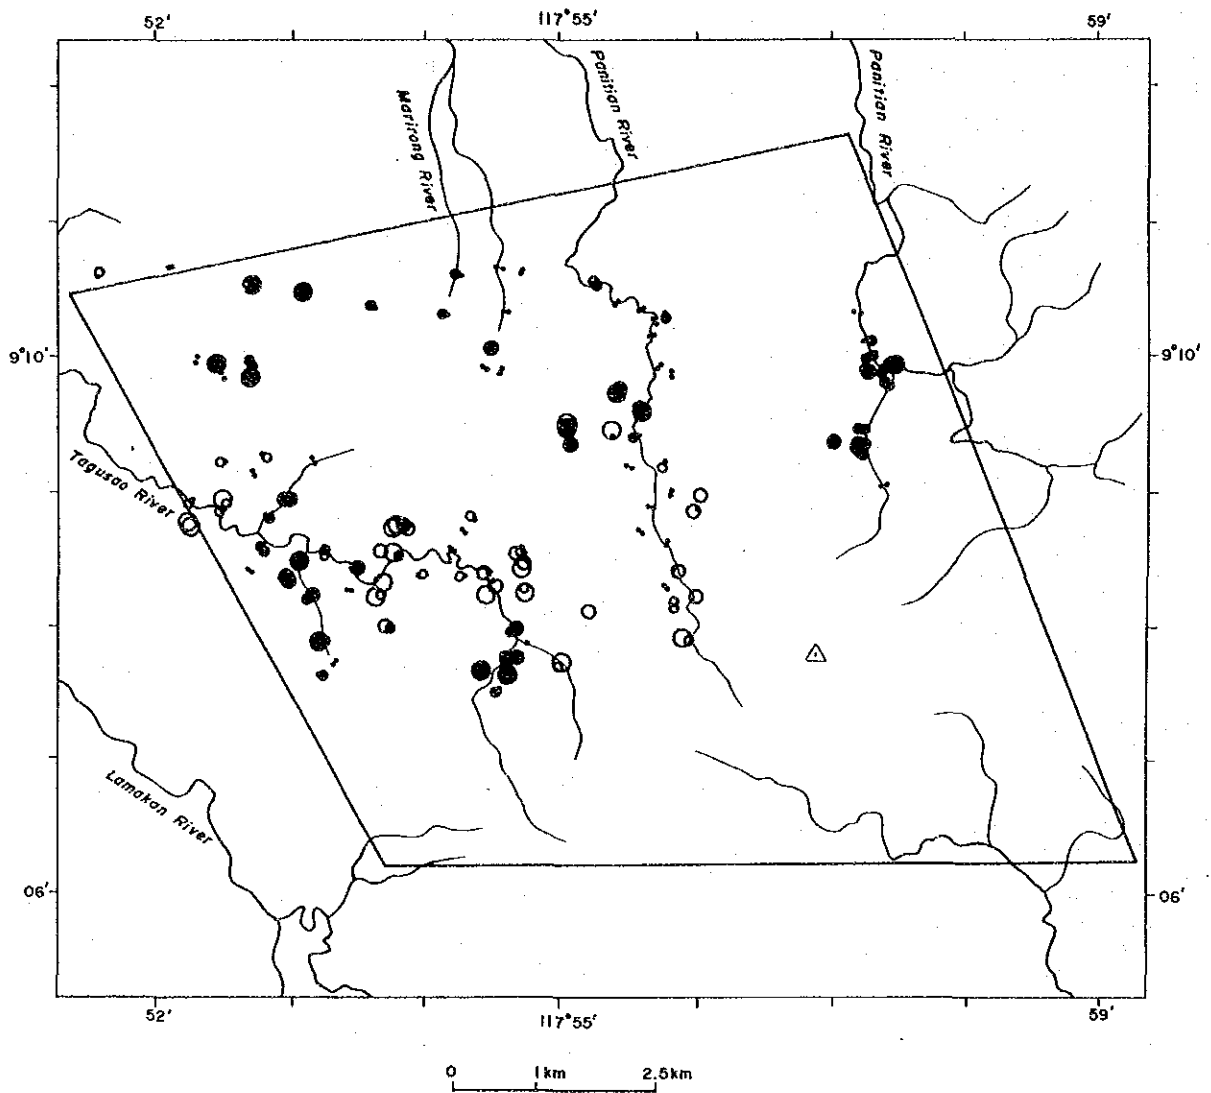 52'
117°55'
59'
Marirong River
Panitian River
Panitian River
9°10'
9°10'
Tagusao River
Lamakan River
06'
06'
52'
117°55'
59'
0 1km 2.5km